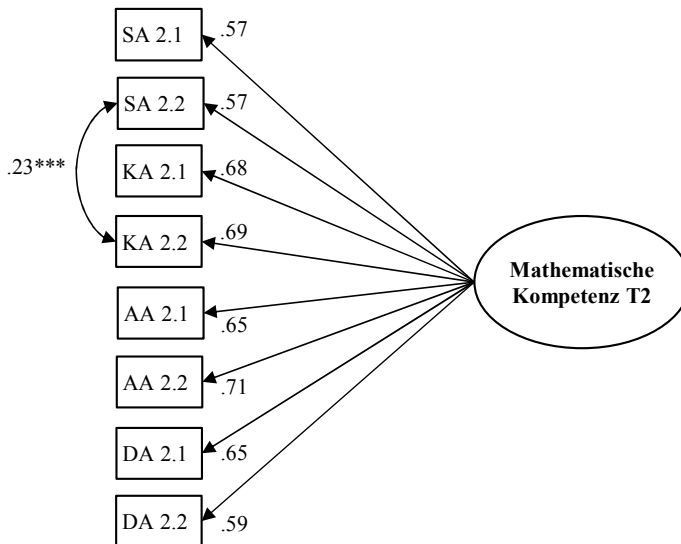 SA 2.1
.57
SA 2.2
.57
.23***
KA 2.1
.68
KA 2.2
.69
Mathematische
Kompetenz T2
AA 2.1
.65
AA 2.2
.71
DA 2.1
.65
DA 2.2
.59